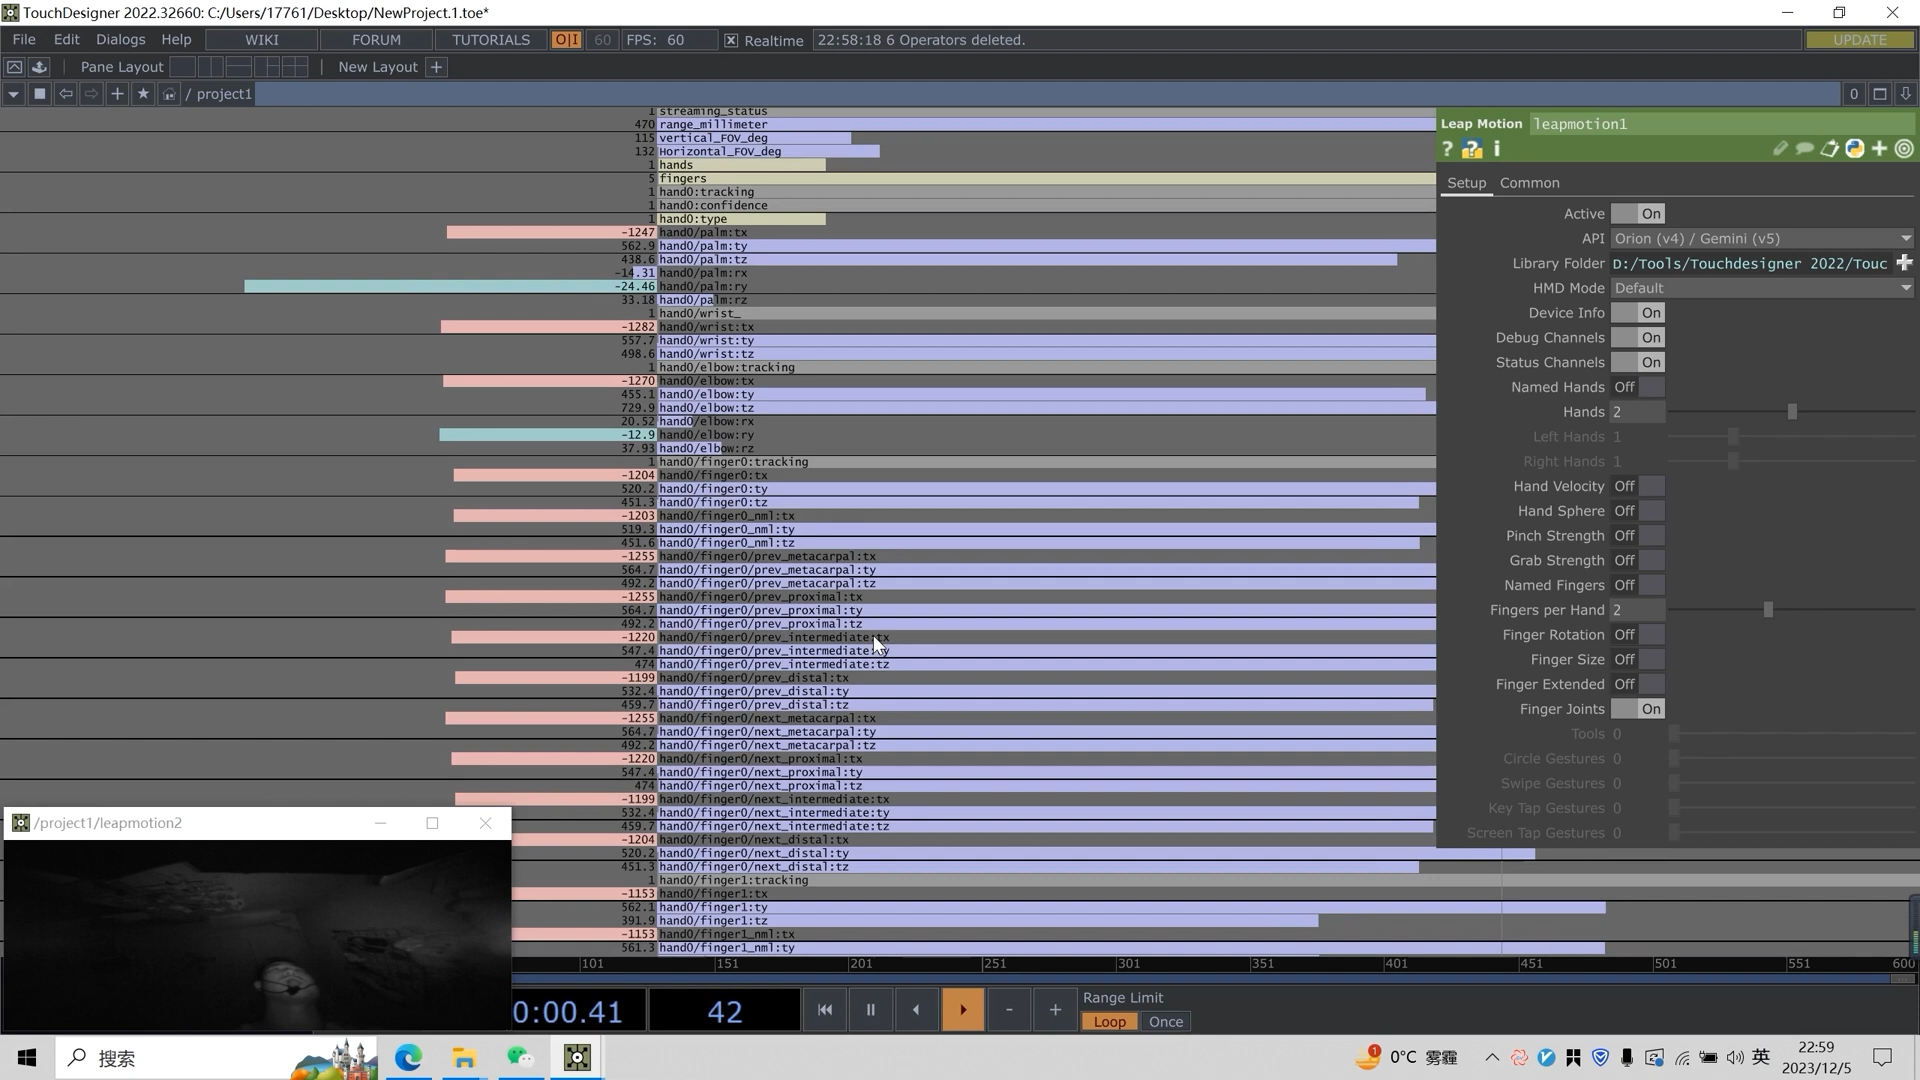 TouchDesigner 2022.32660: C:/Users/17761/Desktop/NewProject.1.toe*
File Edit Dialogs Help WIKI FORUM TUTORIALS O|I 60 FPS: 60 Realtime 22:58:18 6 Operators deleted. UPDATE
Pane Layout New Layout
/ project1 0
1 streaming_status
470 range_millimeter
115 vertical_FOV_deg
132 Horizontal_FOV_deg
1 hands
5 fingers
1 hand0:tracking
1 hand0:confidence
1 hand0:type
-1247 hand0/palm:tx
562.9 hand0/palm:ty
438.6 hand0/palm:tz
-14.31 hand0/palm:rx
-24.46 hand0/palm:ry
33.18 hand0/palm:rz
1 hand0/wrist_
-1282 hand0/wrist:tx
557.7 hand0/wrist:ty
498.6 hand0/wrist:tz
1 hand0/elbow:tracking
-1270 hand0/elbow:tx
455.1 hand0/elbow:ty
729.9 hand0/elbow:tz
20.52 hand0/elbow:rx
-12.9 hand0/elbow:ry
37.93 hand0/elbow:rz
1 hand0/finger0:tracking
-1204 hand0/finger0:tx
520.2 hand0/finger0:ty
451.3 hand0/finger0:tz
-1203 hand0/finger0_nml:tx
519.3 hand0/finger0_nml:ty
451.6 hand0/finger0_nml:tz
-1255 hand0/finger0/prev_metacarpal:tx
564.7 hand0/finger0/prev_metacarpal:ty
492.2 hand0/finger0/prev_metacarpal:tz
-1255 hand0/finger0/prev_proximal:tx
564.7 hand0/finger0/prev_proximal:ty
492.2 hand0/finger0/prev_proximal:tz
-1220 hand0/finger0/prev_intermediate:tx
547.4 hand0/finger0/prev_intermediate:ty
474 hand0/finger0/prev_intermediate:tz
-1199 hand0/finger0/prev_distal:tx
532.4 hand0/finger0/prev_distal:ty
459.7 hand0/finger0/prev_distal:tz
-1255 hand0/finger0/next_metacarpal:tx
564.7 hand0/finger0/next_metacarpal:ty
492.2 hand0/finger0/next_metacarpal:tz
-1220 hand0/finger0/next_proximal:tx
547.4 hand0/finger0/next_proximal:ty
474 hand0/finger0/next_proximal:tz
-1199 hand0/finger0/next_intermediate:tx
532.4 hand0/finger0/next_intermediate:ty
459.7 hand0/finger0/next_intermediate:tz
-1204 hand0/finger0/next_distal:tx
520.2 hand0/finger0/next_distal:ty
451.3 hand0/finger0/next_distal:tz
1 hand0/finger1:tracking
-1153 hand0/finger1:tx
562.1 hand0/finger1:ty
391.9 hand0/finger1:tz
-1153 hand0/finger1_nml:tx
561.3 hand0/finger1_nml:ty
Leap Motion leapmotion1
? ? i
Setup Common
Active On
API Orion (v4) / Gemini (v5)
Library Folder D:/Tools/Touchdesigner 2022/Touc
HMD Mode Default
Device Info On
Debug Channels On
Status Channels On
Named Hands Off
Hands 2
Left Hands 1
Right Hands 1
Hand Velocity Off
Hand Sphere Off
Pinch Strength Off
Grab Strength Off
Named Fingers Off
Fingers per Hand 2
Finger Rotation Off
Finger Size Off
Finger Extended Off
Finger Joints On
Tools 0
Circle Gestures 0
Swipe Gestures 0
Key Tap Gestures 0
Screen Tap Gestures 0
/project1/leapmotion2
101 151 201 251 301 351 401 451 501 551 600
0:00.41 42 - +
Range Limit
Loop Once
搜索
1 0°C 雾霾 英
22:59
2023/12/5